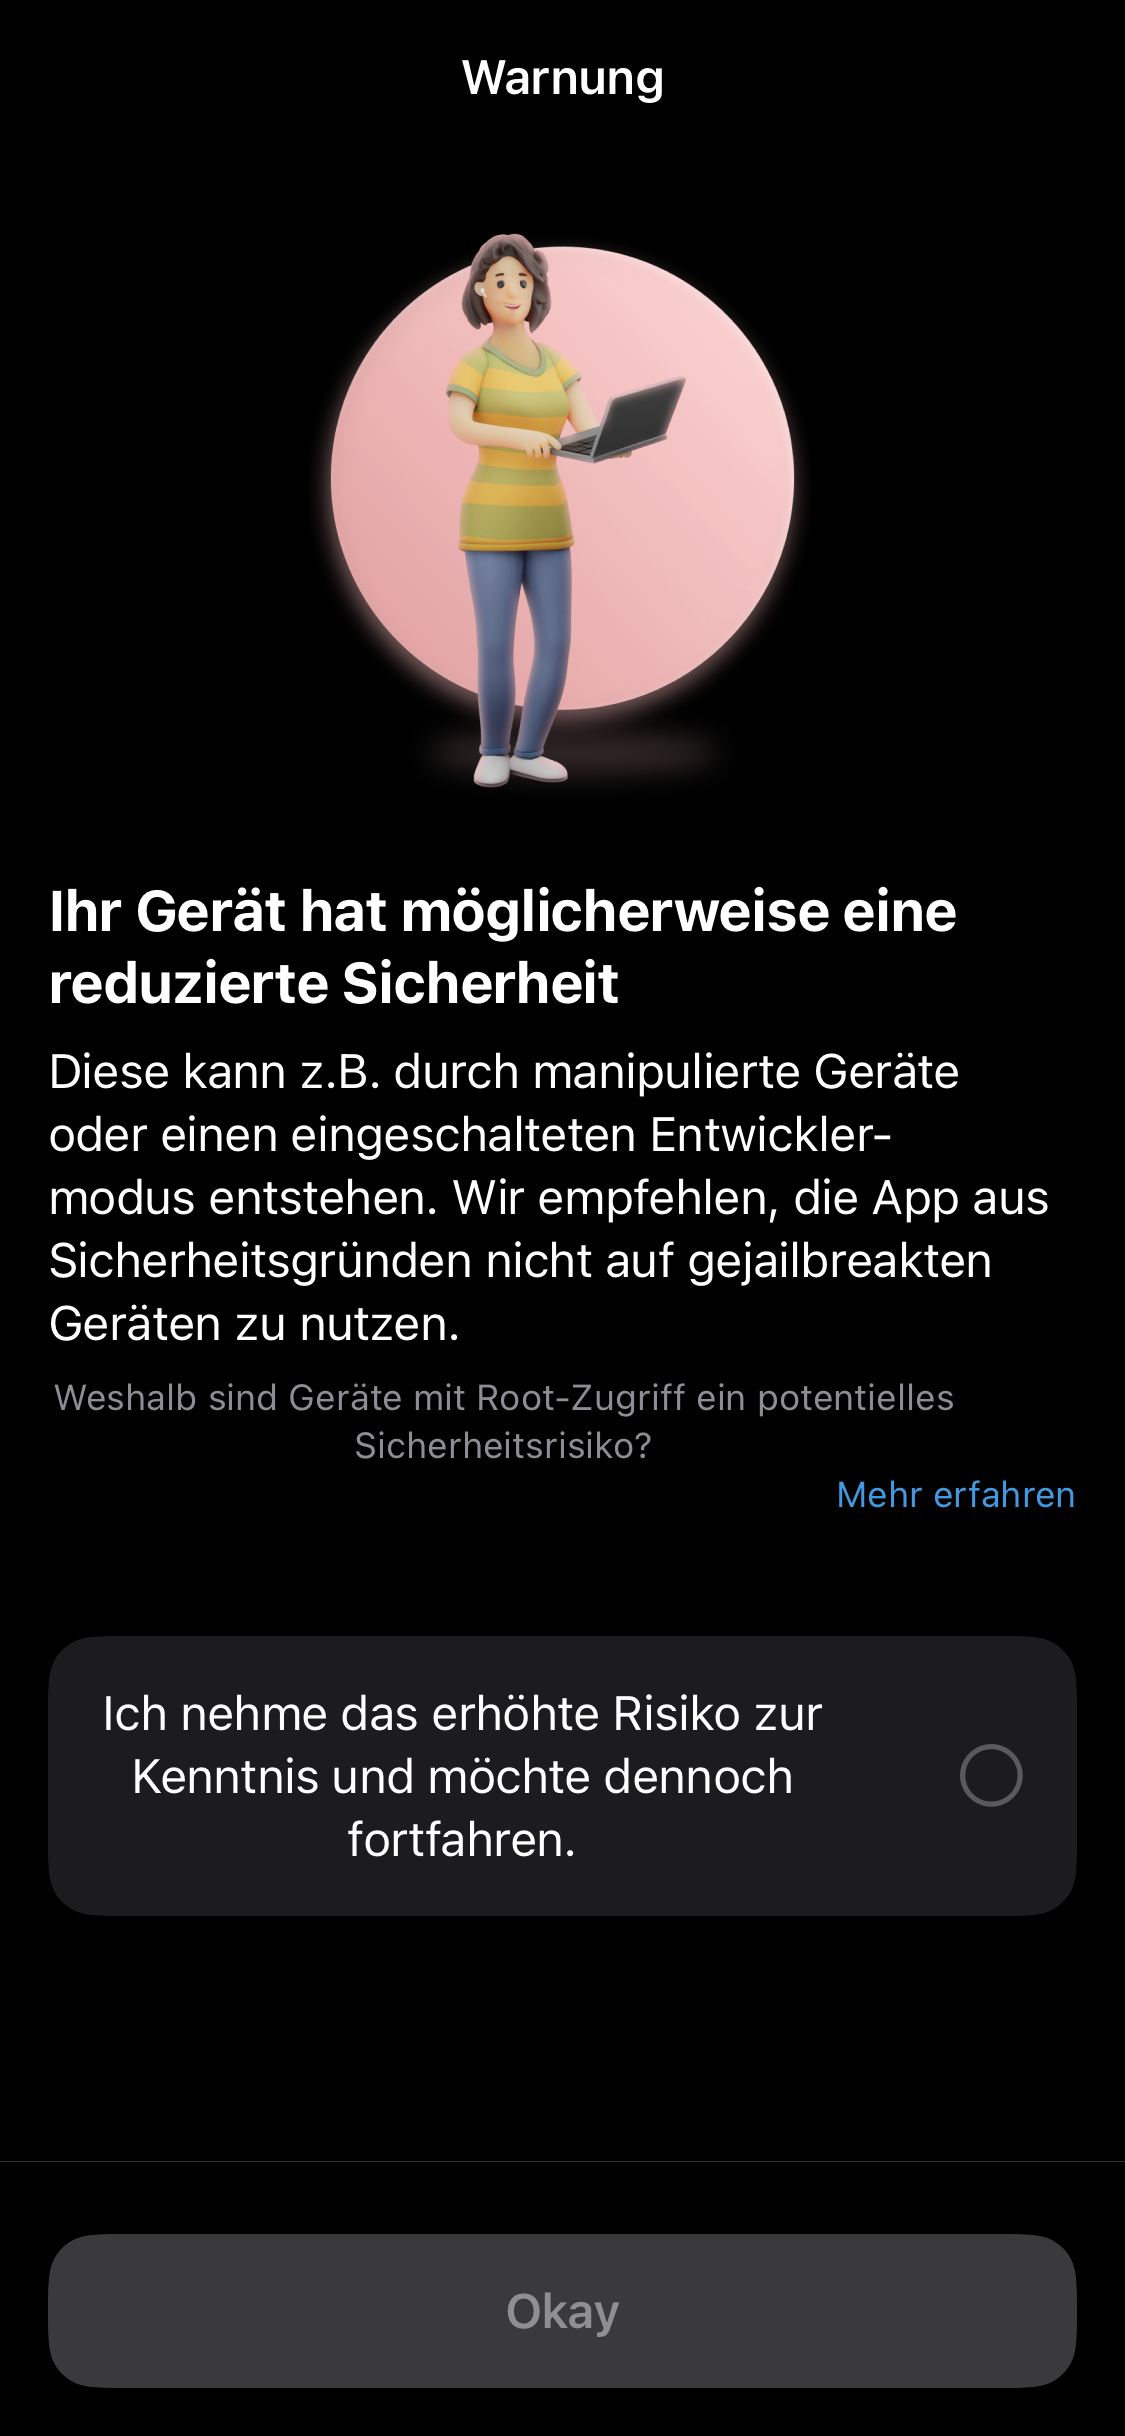 Warnung
Ihr Gerät hat möglicherweise eine
reduzierte Sicherheit
Diese kann z.B. durch manipulierte Geräte
oder einen eingeschalteten Entwickler-
modus entstehen. Wir empfehlen, die App aus
Sicherheitsgründen nicht auf gejailbreakten
Geräten zu nutzen.
Weshalb sind Geräte mit Root-Zugriff ein potentielles
Sicherheitsrisiko?
Mehr erfahren
Ich nehme das erhöhte Risiko zur
Kenntnis und möchte dennoch
fortfahren.
Okay